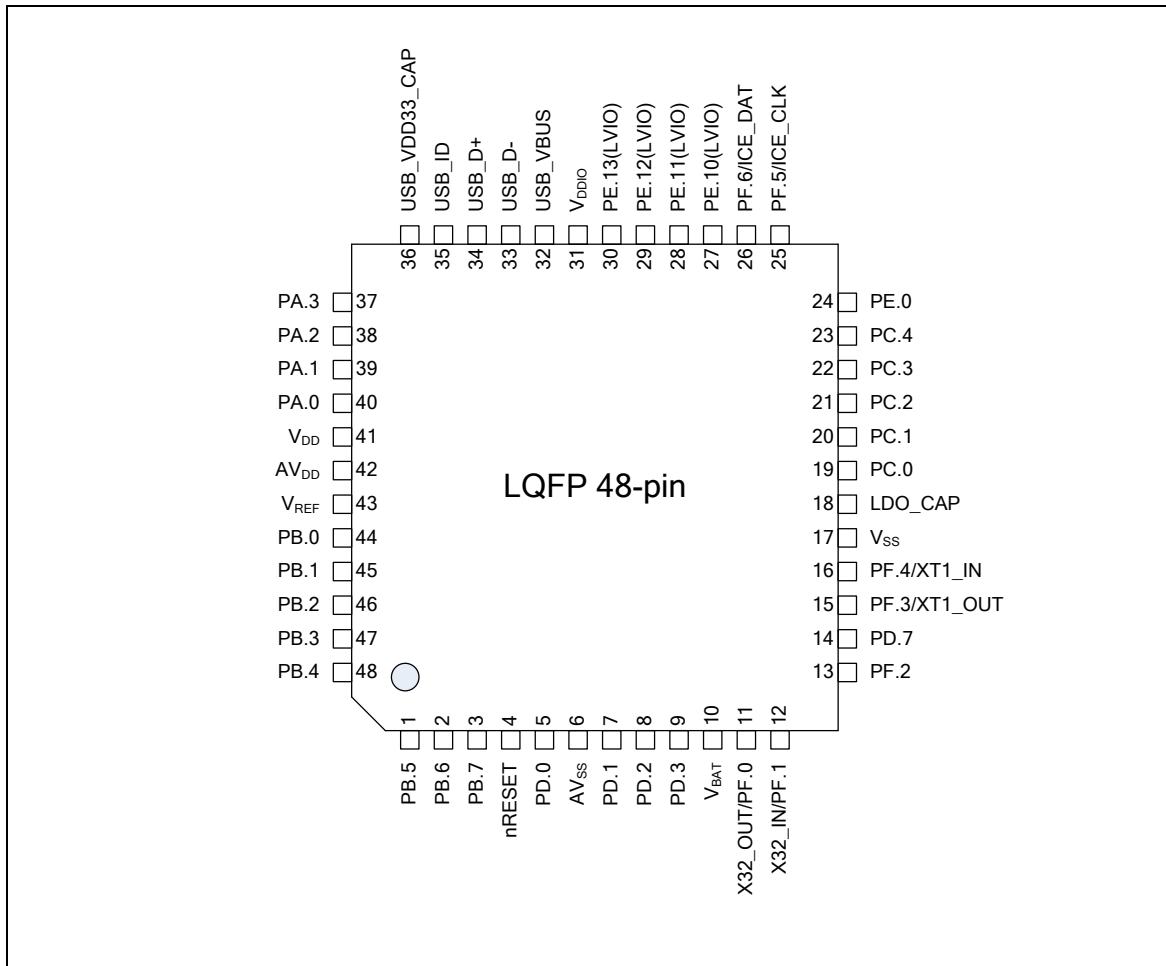 USB_VDD33_CAP
USB_ID
USB_D+
USB_D-
USB_VBUS
VDDIO
PE.13(LVIO)
PE.12(LVIO)
PE.11(LVIO)
PE.10(LVIO)
PF.6/ICE_DAT
PF.5/ICE_CLK
36 35 34 33 32 31 30 29 28 27 26 25
PA.3 37
PA.2 38
PA.1 39
PA.0 40
VDD 41
AVDD 42
VREF 43
PB.0 44
PB.1 45
PB.2 46
PB.3 47
PB.4 48
LQFP 48-pin
24 PE.0
23 PC.4
22 PC.3
21 PC.2
20 PC.1
19 PC.0
18 LDO_CAP
17 VSS
16 PF.4/XT1_IN
15 PF.3/XT1_OUT
14 PD.7
13 PF.2
1 2 3 4 5 6 7 8 9 10 11 12
PB.5
PB.6
PB.7
nRESET
PD.0
AVSS
PD.1
PD.2
PD.3
VBAT
X32_OUT/PF.0
X32_IN/PF.1